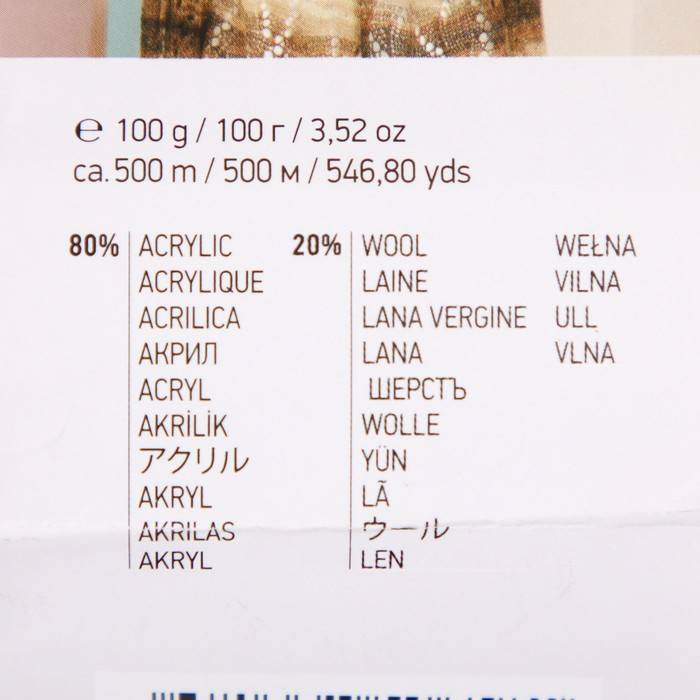 ℮ 100 g / 100 г / 3,52 oz
ca. 500 m / 500 м / 546,80 yds
80% ACRYLIC
ACRYLIQUE
ACRILICA
АКРИЛ
ACRYL
AKRİLİK
アクリル
AKRYL
AKRILAS
AKRYL
20% WOOL
LAINE
LANA VERGINE
LANA
ШЕРСТЪ
WOLLE
YÜN
LÃ
ウール
LEN
WEŁNA
VILNA
ULL
VLNA